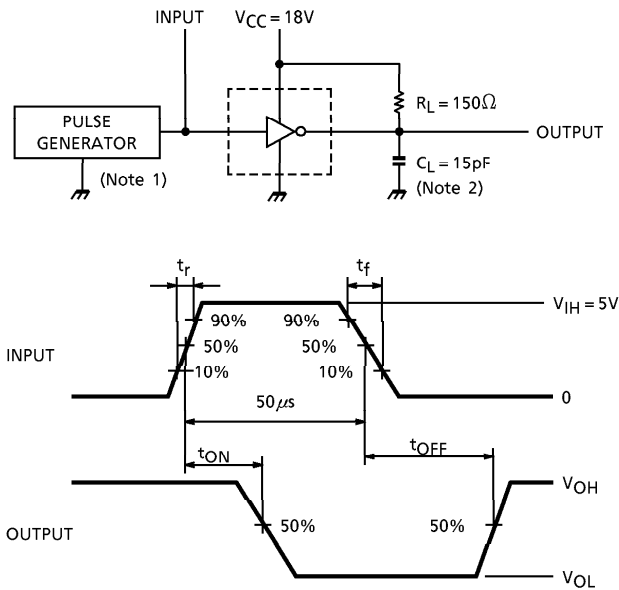 INPUT
VCC = 18V
PULSE
GENERATOR
(Note 1)
RL = 150Ω
OUTPUT
CL = 15pF
(Note 2)
tr
tf
VIH = 5V
90%
90%
50%
50%
INPUT
10%
10%
0
50μs
tON
tOFF
VOH
OUTPUT
50%
50%
VOL